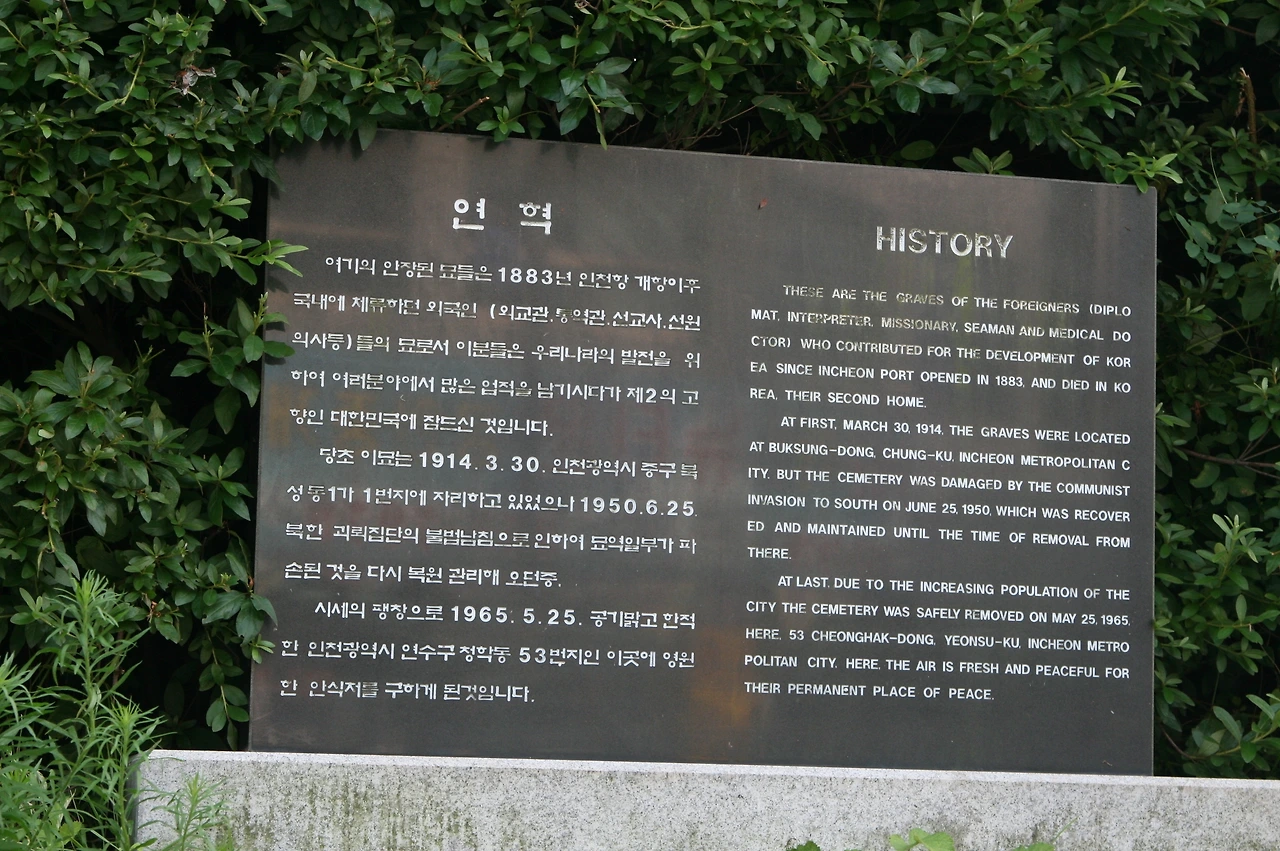 연 혁
여기의 안장된 묘들은 1883년 인천항 개항이후
국내에 체류하던 외국인 (외교관,통역관,선교사,선원
의사등)들의 묘로서 이분들은 우리나라의 발전을 위
하여 여러분야에서 많은 업적을 남기시다가 제2의 고
향인 대한민국에 잠드신 것입니다.
당초 이묘는 1914. 3. 30. 인천광역시 중구 북
성동1가 1번지에 자리하고 있었으나 1950.6.25.
북한 괴뢰집단의 불법남침으로 인하여 묘역일부가 파
손된 것을 다시 복원 관리해 오던중,
시세의 팽창으로 1965. 5. 25. 공기맑고 한적
한 인천광역시 연수구 청학동 53번지인 이곳에 영원
한 안식처를 구하게 된것입니다.
HISTORY
THESE ARE THE GRAVES OF THE FOREIGNERS (DIPLO
MAT, INTERPRETER, MISSIONARY, SEAMAN AND MEDICAL DO
CTOR) WHO CONTRIBUTED FOR THE DEVELOPMENT OF KOR
EA SINCE INCHEON PORT OPENED IN 1883, AND DIED IN KO
REA, THEIR SECOND HOME.
AT FIRST, MARCH 30, 1914, THE GRAVES WERE LOCATED
AT BUKSUNG-DONG, CHUNG-KU, INCHEON METROPOLITAN C
ITY, BUT THE CEMETERY WAS DAMAGED BY THE COMMUNIST
INVASION TO SOUTH ON JUNE 25, 1950, WHICH WAS RECOVER
ED AND MAINTAINED UNTIL THE TIME OF REMOVAL FROM
THERE.
AT LAST, DUE TO THE INCREASING POPULATION OF THE
CITY THE CEMETERY WAS SAFELY REMOVED ON MAY 25, 1965,
HERE, 53 CHEONGHAK-DONG, YEONSU-KU, INCHEON METRO
POLITAN CITY. HERE, THE AIR IS FRESH AND PEACEFUL FOR
THEIR PERMANENT PLACE OF PEACE.